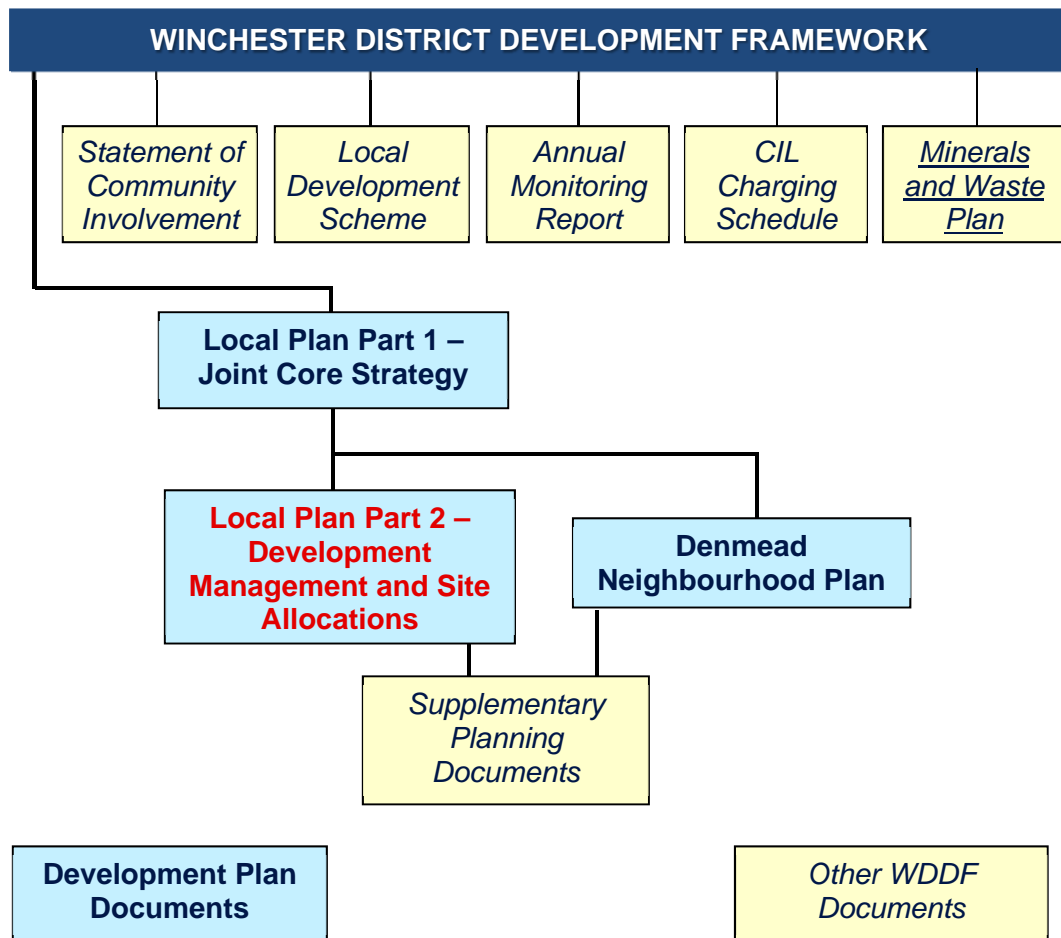 WINCHESTER DISTRICT DEVELOPMENT FRAMEWORK
Statement of
Community
Involvement
Local
Development
Scheme
Annual
Monitoring
Report
CIL
Charging
Schedule
Minerals
and Waste
Plan
Local Plan Part 1 –
Joint Core Strategy
Local Plan Part 2 –
Development
Management and Site
Allocations
Denmead
Neighbourhood Plan
Supplementary
Planning
Documents
Development Plan
Documents
Other WDDF
Documents